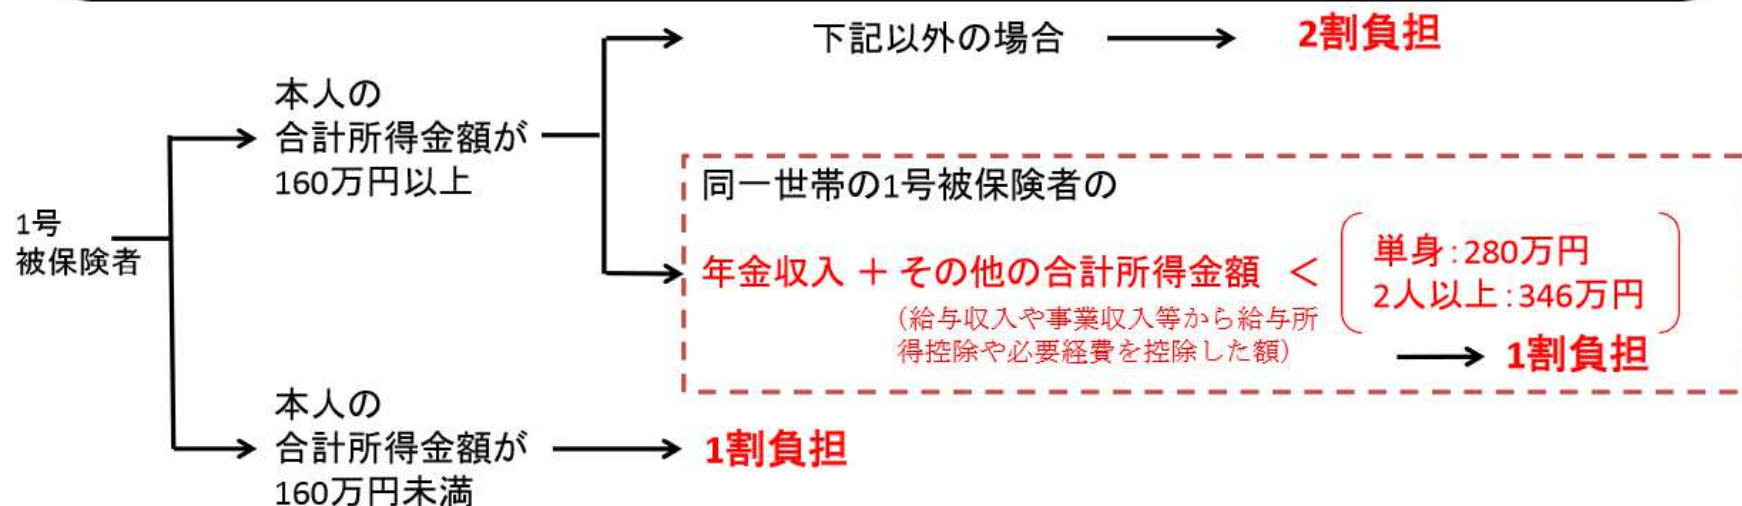 下記以外の場合
2割負担
本人の
合計所得金額が
160万円以上
同一世帯の1号被保険者の
1号
被保険者
年金収入 + その他の合計所得金額 <
単身:280万円
2人以上:346万円
(給与収入や事業収入等から給与所
得控除や必要経費を控除した額)
1割負担
本人の
合計所得金額が
160万円未満
1割負担